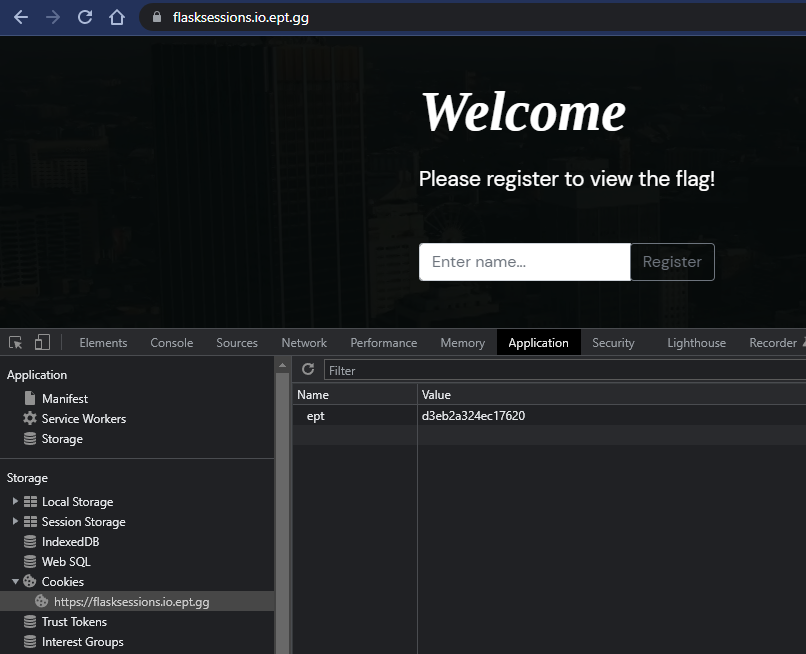 flasksessions.io.ept.gg
Welcome
Please register to view the flag!
Enter name... Register
Elements Console Sources Network Performance Memory Application Security Lighthouse Recorder
Application
Manifest
Service Workers
Storage
Storage
Local Storage
Session Storage
IndexedDB
Web SQL
Cookies
https://flasksessions.io.ept.gg
Trust Tokens
Interest Groups
Filter
Name Value
ept d3eb2a324ec17620